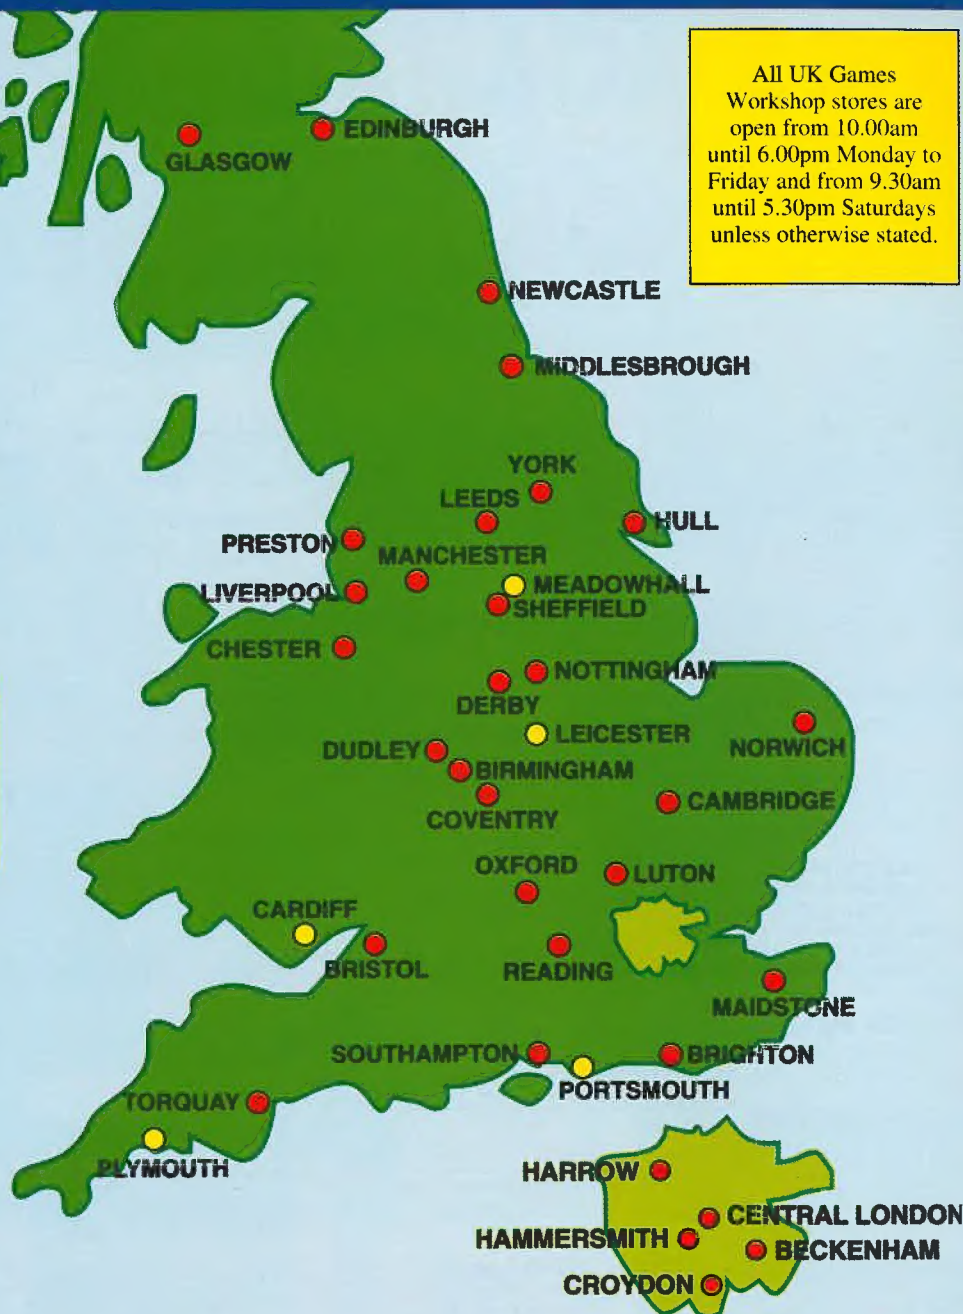 All UK Games
Workshop stores are
open from 10.00am
until 6.00pm Monday to
Friday and from 9.30am
until 5.30pm Saturdays
unless otherwise stated.
EDINBURGH
GLASGOW
NEWCASTLE
MIDDLESBROUGH
YORK
LEEDS
HULL
PRESTON
MANCHESTER
MEADOWHALL
LIVERPOOL
SHEFFIELD
CHESTER
NOTTINGHAM
DERBY
LEICESTER
NORWICH
DUDLEY
BIRMINGHAM
CAMBRIDGE
COVENTRY
OXFORD
LUTON
CARDIFF
BRISTOL
READING
MAIDSTONE
SOUTHAMPTON
BRIGHTON
PORTSMOUTH
TORQUAY
PLYMOUTH
HARROW
CENTRAL LONDON
HAMMERSMITH
BECKENHAM
CROYDON